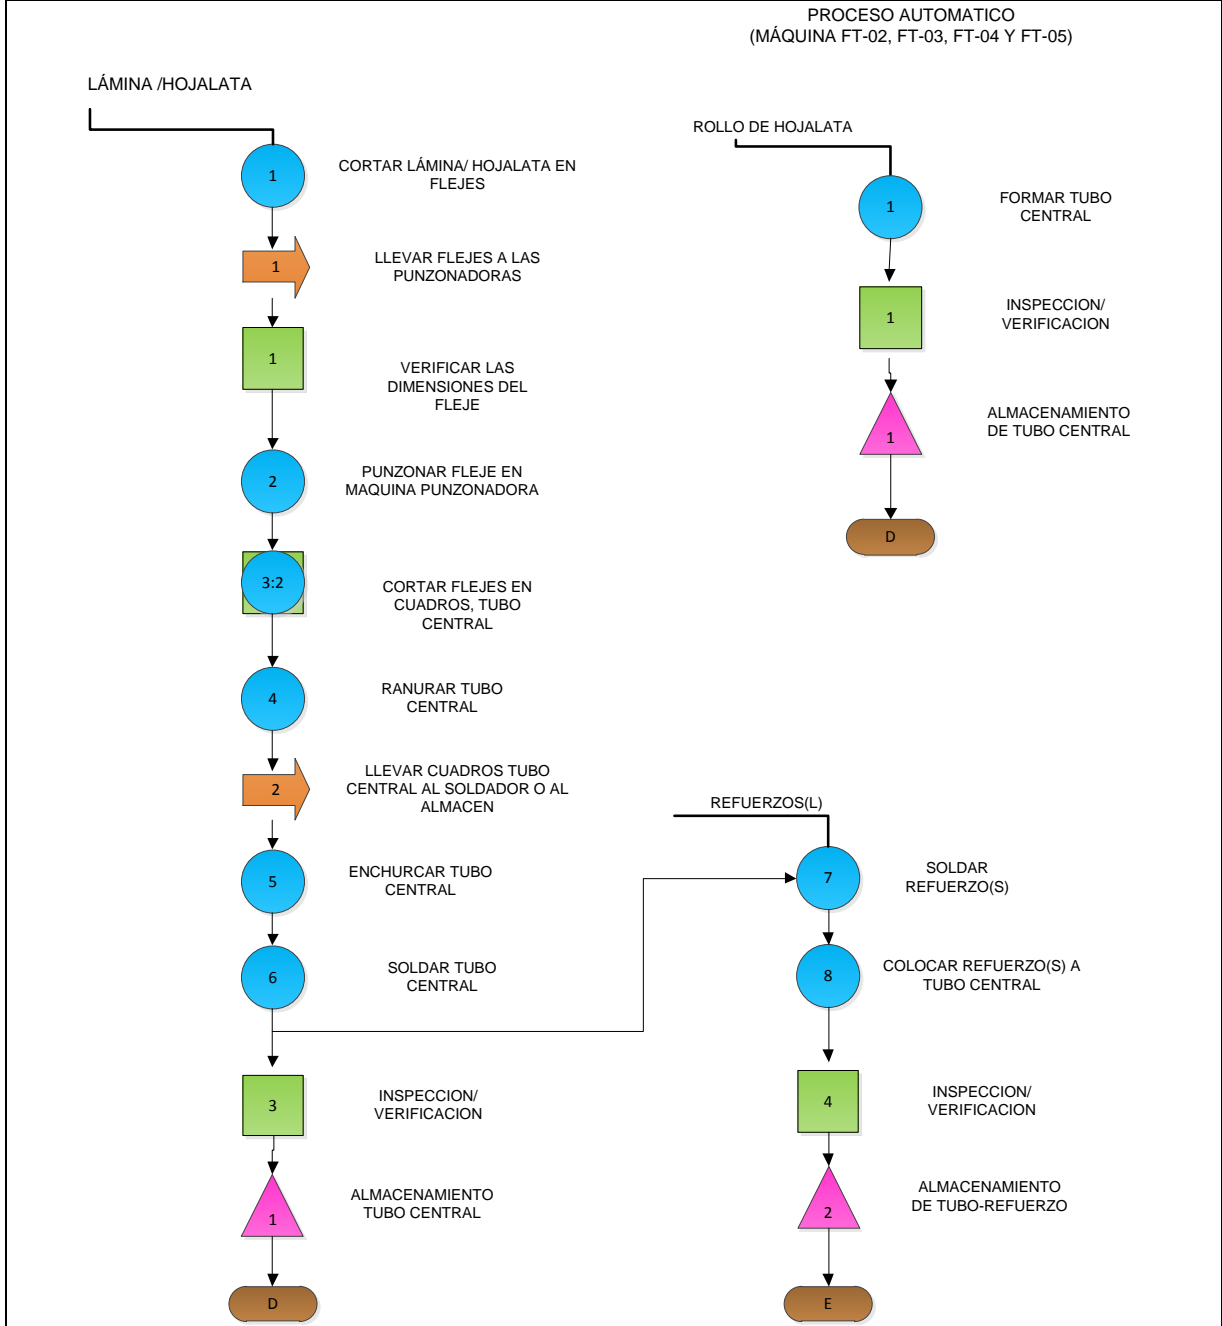 PROCESO AUTOMATICO
(MÁQUINA FT-02, FT-03, FT-04 Y FT-05)
LÁMINA /HOJALATA
1
CORTAR LÁMINA/ HOJALATA EN
FLEJES
1
LLEVAR FLEJES A LAS
PUNZONADORAS
1
VERIFICAR LAS
DIMENSIONES DEL
FLEJE
2
PUNZONAR FLEJE EN
MAQUINA PUNZONADORA
3:2
CORTAR FLEJES EN
CUADROS, TUBO
CENTRAL
4
RANURAR TUBO
CENTRAL
2
LLEVAR CUADROS TUBO
CENTRAL AL SOLDADOR O AL
ALMACEN
5
ENCHURCAR TUBO
CENTRAL
6
SOLDAR TUBO
CENTRAL
3
INSPECCION/
VERIFICACION
1
ALMACENAMIENTO
TUBO CENTRAL
D
ROLLO DE HOJALATA
1
FORMAR TUBO
CENTRAL
1
INSPECCION/
VERIFICACION
1
ALMACENAMIENTO
DE TUBO CENTRAL
D
REFUERZOS(L)
7
SOLDAR
REFUERZO(S)
8
COLOCAR REFUERZO(S) A
TUBO CENTRAL
4
INSPECCION/
VERIFICACION
2
ALMACENAMIENTO
DE TUBO-REFUERZO
E